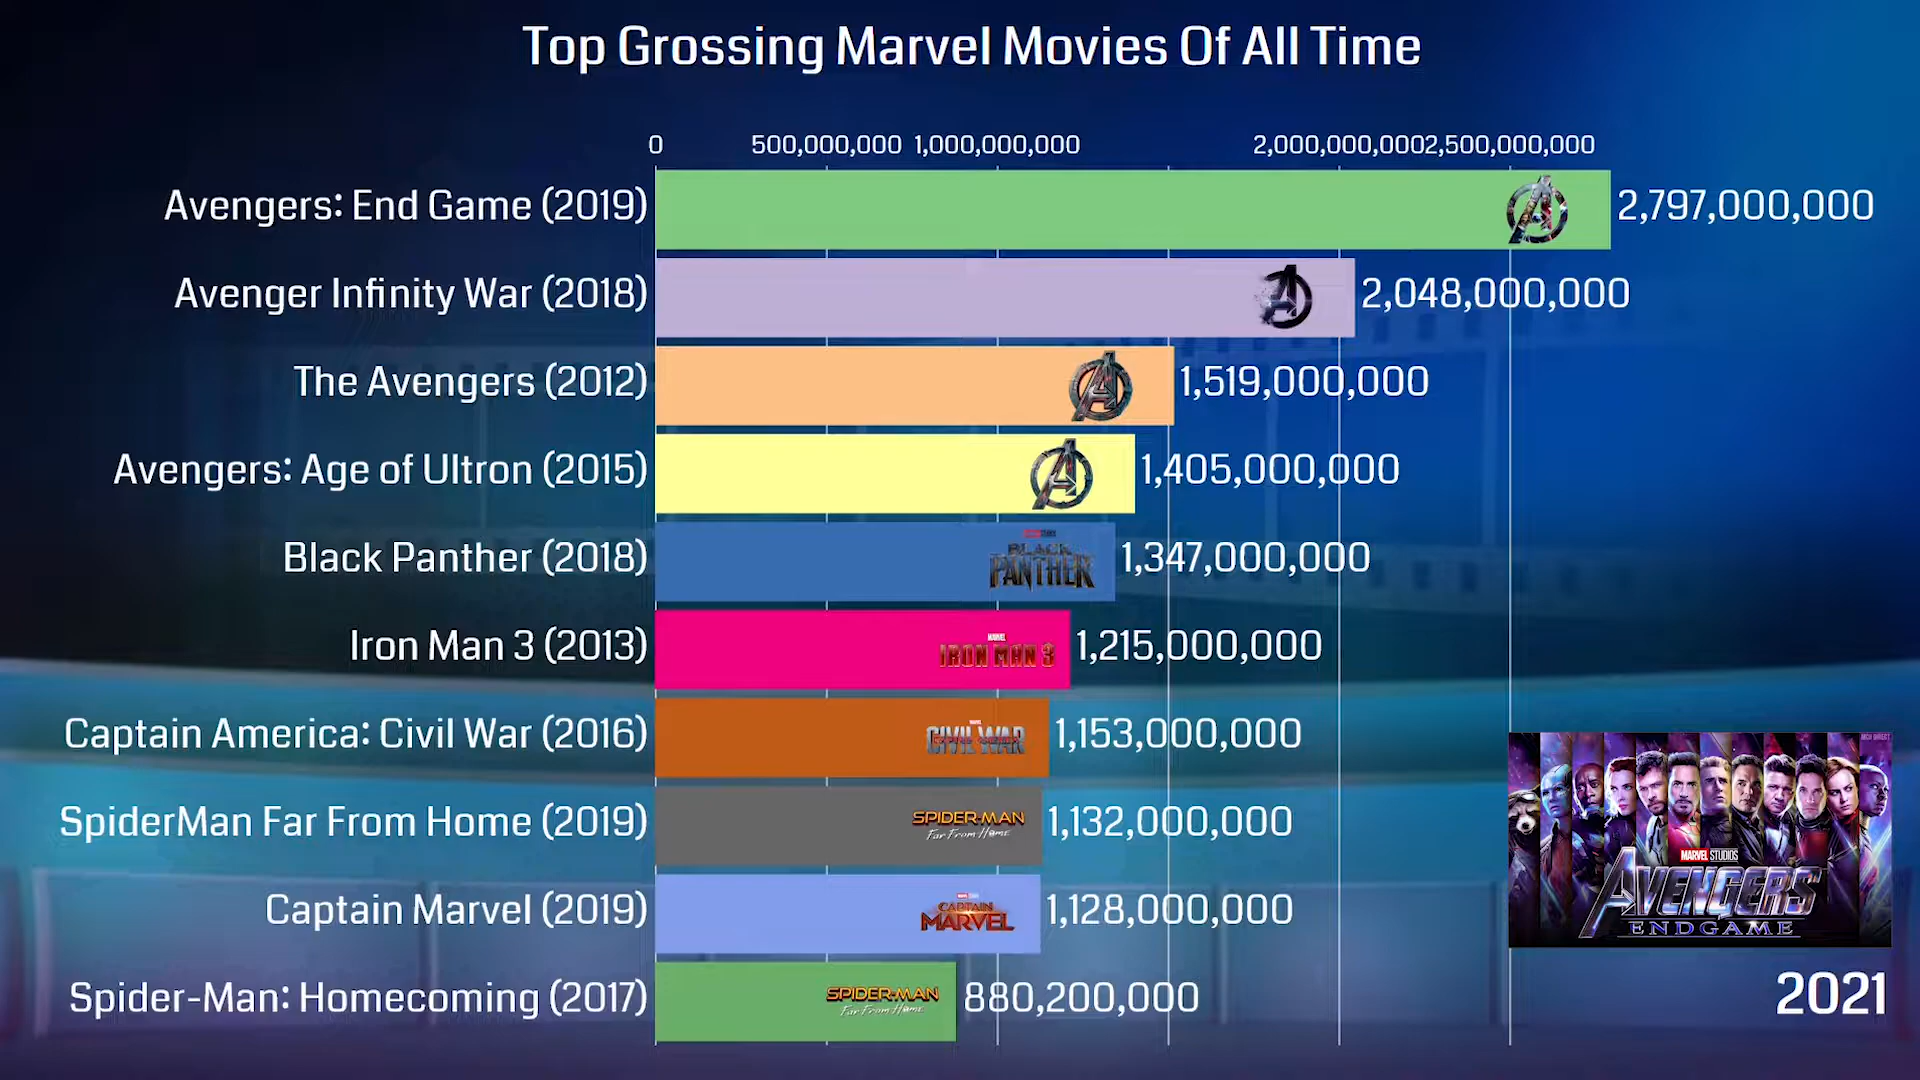 Top Grossing Marvel Movies Of All Time
0 500,000,000 1,000,000,000 2,000,000,000 2,500,000,000
Avengers: End Game (2019) 2,797,000,000
Avenger Infinity War (2018) 2,048,000,000
The Avengers (2012) 1,519,000,000
Avengers: Age of Ultron (2015) 1,405,000,000
Black Panther (2018) BLACK PANTHER 1,347,000,000
Iron Man 3 (2013) MARVEL IRON MAN 3 1,215,000,000
Captain America: Civil War (2016) CIVIL WAR 1,153,000,000
SpiderMan Far From Home (2019) SPIDER-MAN Far From Home 1,132,000,000
Captain Marvel (2019) CAPTAIN MARVEL 1,128,000,000
Spider-Man: Homecoming (2017) SPIDER-MAN Far From Home 880,200,000
MCU DIRECT
MARVEL STUDIOS
AVENGERS
ENDGAME
2021